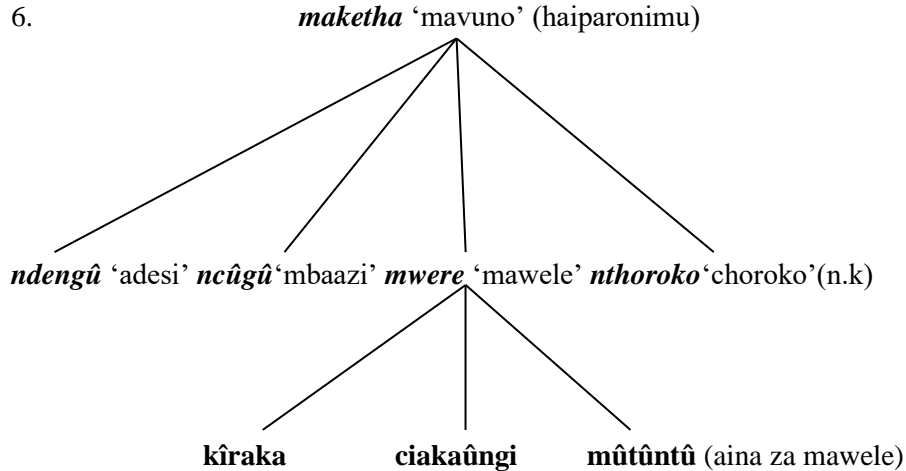 6. maketha ‘mavuno’ (haiparonimu)
ndengû ‘adesi’ ncûgû‘mbaazi’ mwere ‘mawele’ nthoroko‘choroko’(n.k)
kîraka ciakaûngi mûtûntû (aina za mawele)